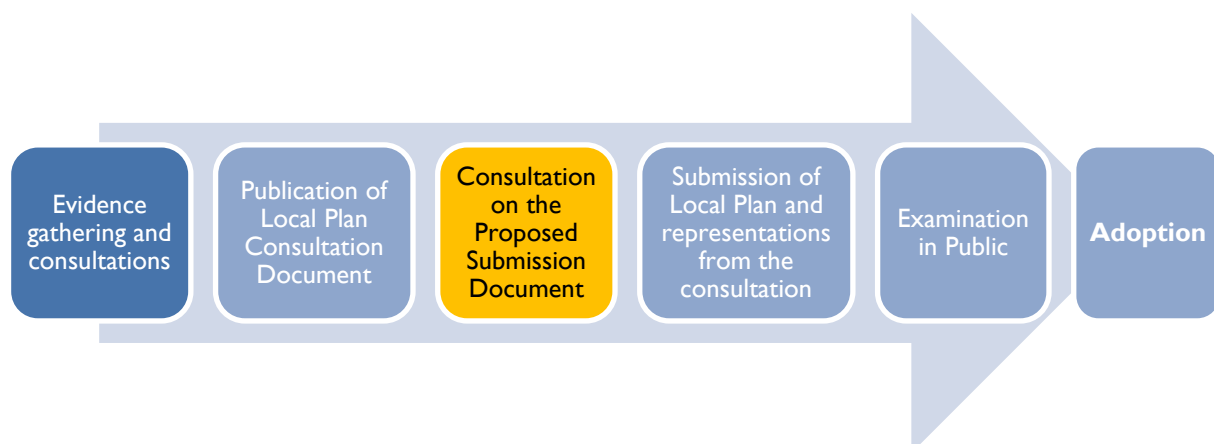 Evidence
gathering and
consultations
Publication of
Local Plan
Consultation
Document
Consultation
on the
Proposed
Submission
Document
Submission of
Local Plan and
representations
from the
consultation
Examination
in Public
Adoption